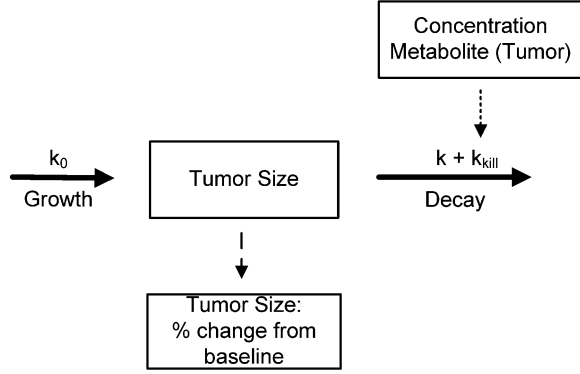 Concentration
Metabolite (Tumor)
k0
Growth
Tumor Size
k + kkill
Decay
Tumor Size:
% change from
baseline